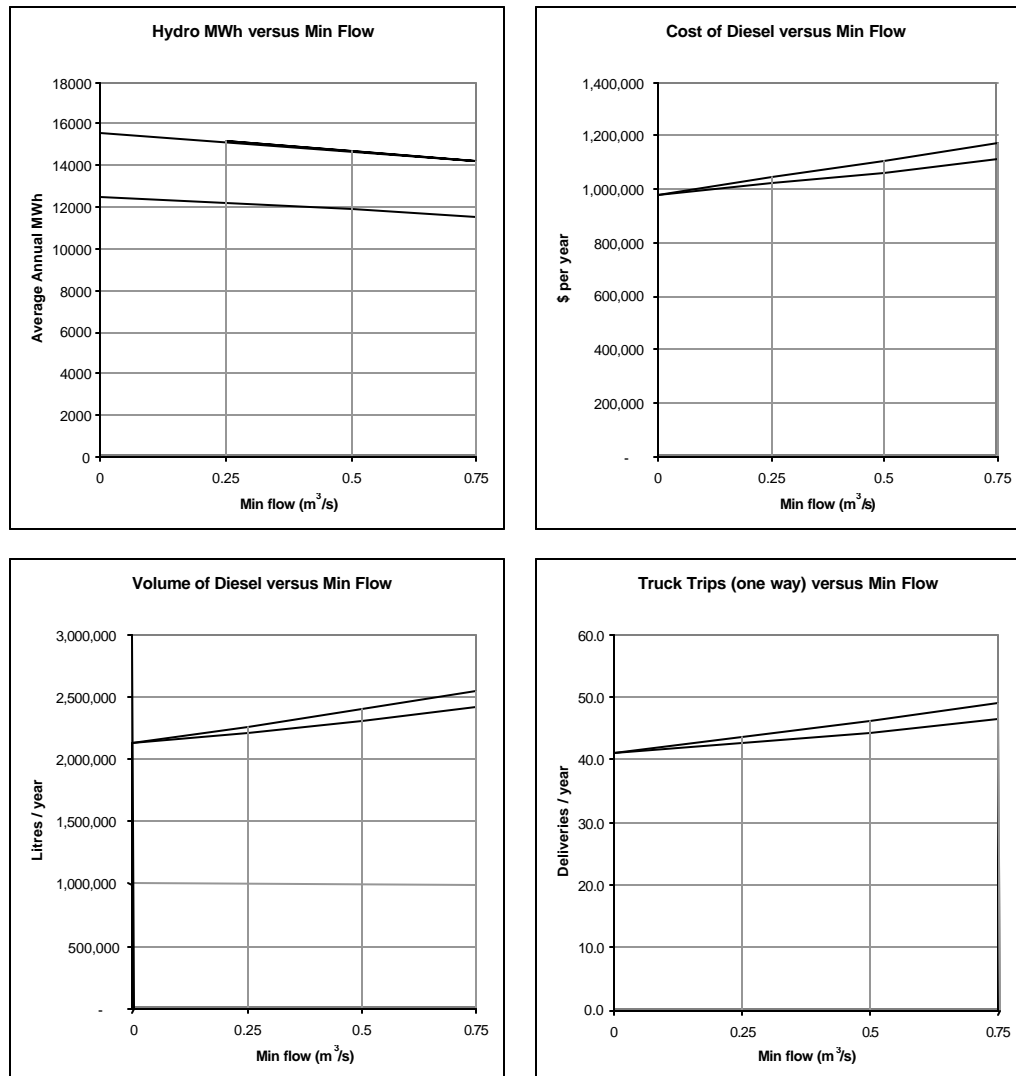 Hydro MWh versus Min Flow
18000
16000
14000
12000
10000
8000
6000
4000
2000
0
Average Annual MWh
0 0.25 0.5 0.75
Min flow (m³/s)
Cost of Diesel versus Min Flow
1,400,000
1,200,000
1,000,000
800,000
600,000
400,000
200,000
-
$ per year
0 0.25 0.5 0.75
Min flow (m³/s)
Volume of Diesel versus Min Flow
3,000,000
2,500,000
2,000,000
1,500,000
1,000,000
500,000
-
Litres / year
0 0.25 0.5 0.75
Min flow (m³/s)
Truck Trips (one way) versus Min Flow
60.0
50.0
40.0
30.0
20.0
10.0
0.0
Deliveries / year
0 0.25 0.5 0.75
Min flow (m³/s)